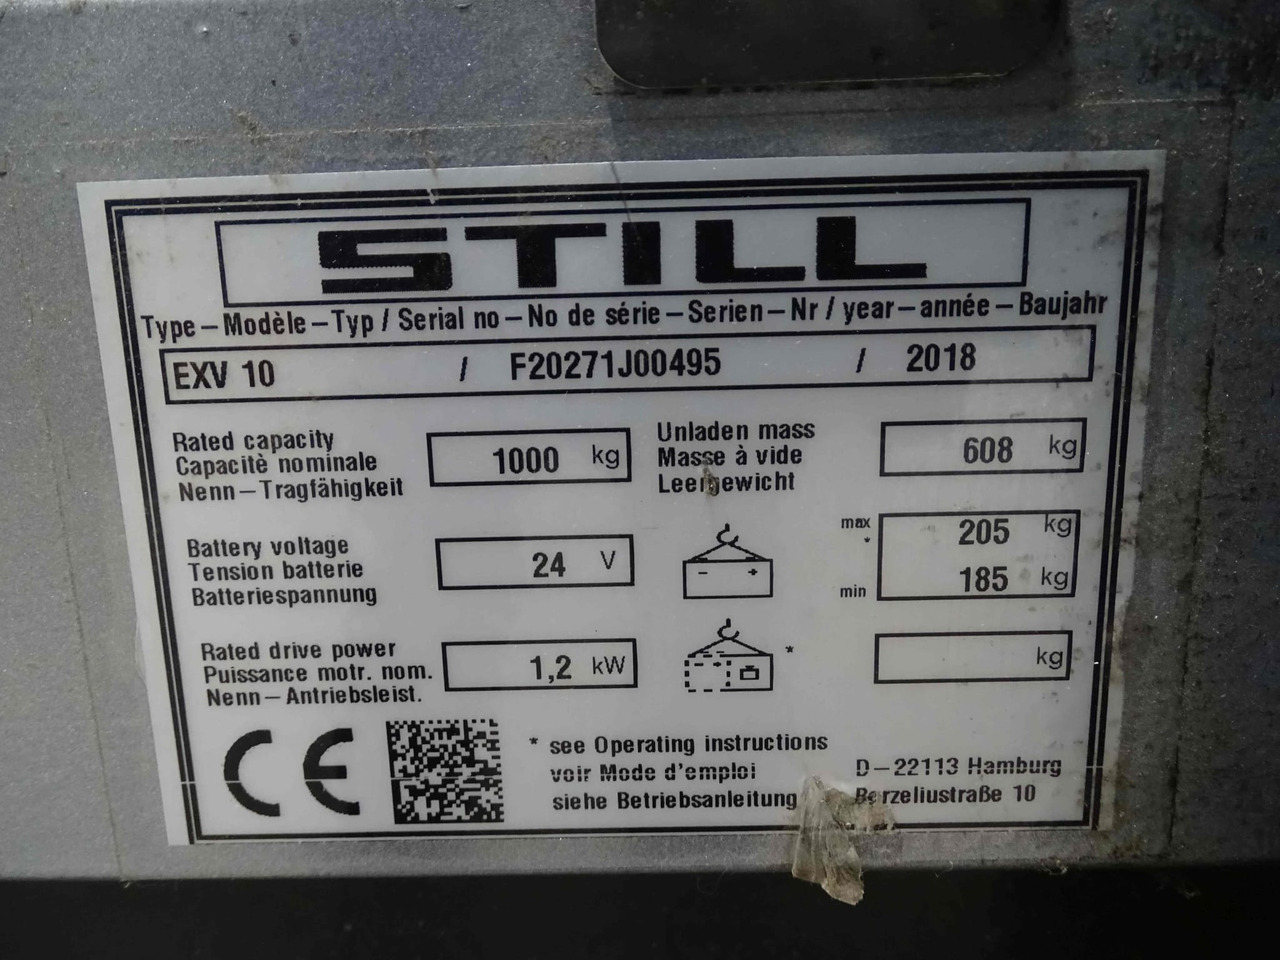 STILL
Type – Modèle – Typ / Serial no – No de série – Serien – Nr / year – année – Baujahr
EXV 10 / F20271J00495 / 2018
Rated capacity
Capacitè nominale
Nenn – Tragfähigkeit
1000 kg
Unladen mass
Masse à vide
Leergewicht
608 kg
Battery voltage
Tension batterie
Batteriespannung
24 V
- +
max
*
min
205 kg
185 kg
Rated drive power
Puissance motr. nom.
Nenn – Antriebsleist.
1,2 kW
*
kg
CE
* see Operating instructions
voir Mode d'emploi
siehe Betriebsanleitung
D – 22113 Hamburg
Berzeliustraße 10